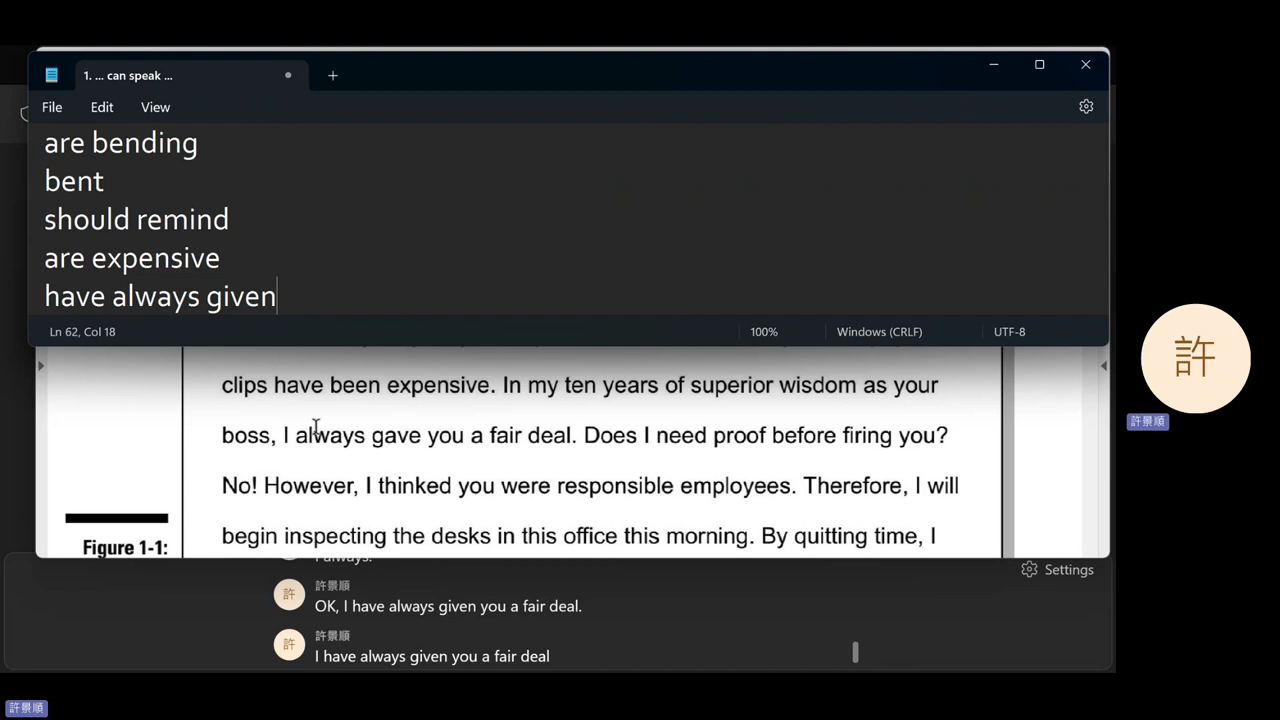 1. ... can speak ...
File Edit View
are bending
bent
should remind
are expensive
have always given
Ln 62, Col 18 100% Windows (CRLF) UTF-8
clips have been expensive. In my ten years of superior wisdom as your
boss, I always gave you a fair deal. Does I need proof before firing you?
No! However, I thinked you were responsible employees. Therefore, I will
begin inspecting the desks in this office this morning. By quitting time, I
Figure 1-1:
I always.
Settings
許 許景順
OK, I have always given you a fair deal.
許 許景順
I have always given you a fair deal
許
許景順
許景順